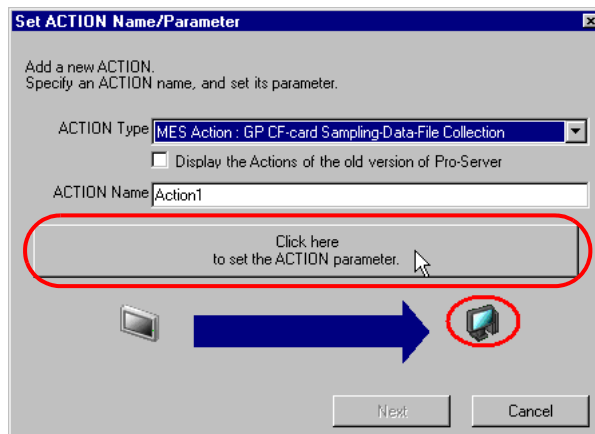 Set ACTION Name/Parameter
Add a new ACTION.
Specify an ACTION name, and set its parameter.
ACTION Type MES Action : GP CF-card Sampling-Data-File Collection
Display the Actions of the old version of Pro-Server
ACTION Name Action1
Click here
to set the ACTION parameter.
Next Cancel